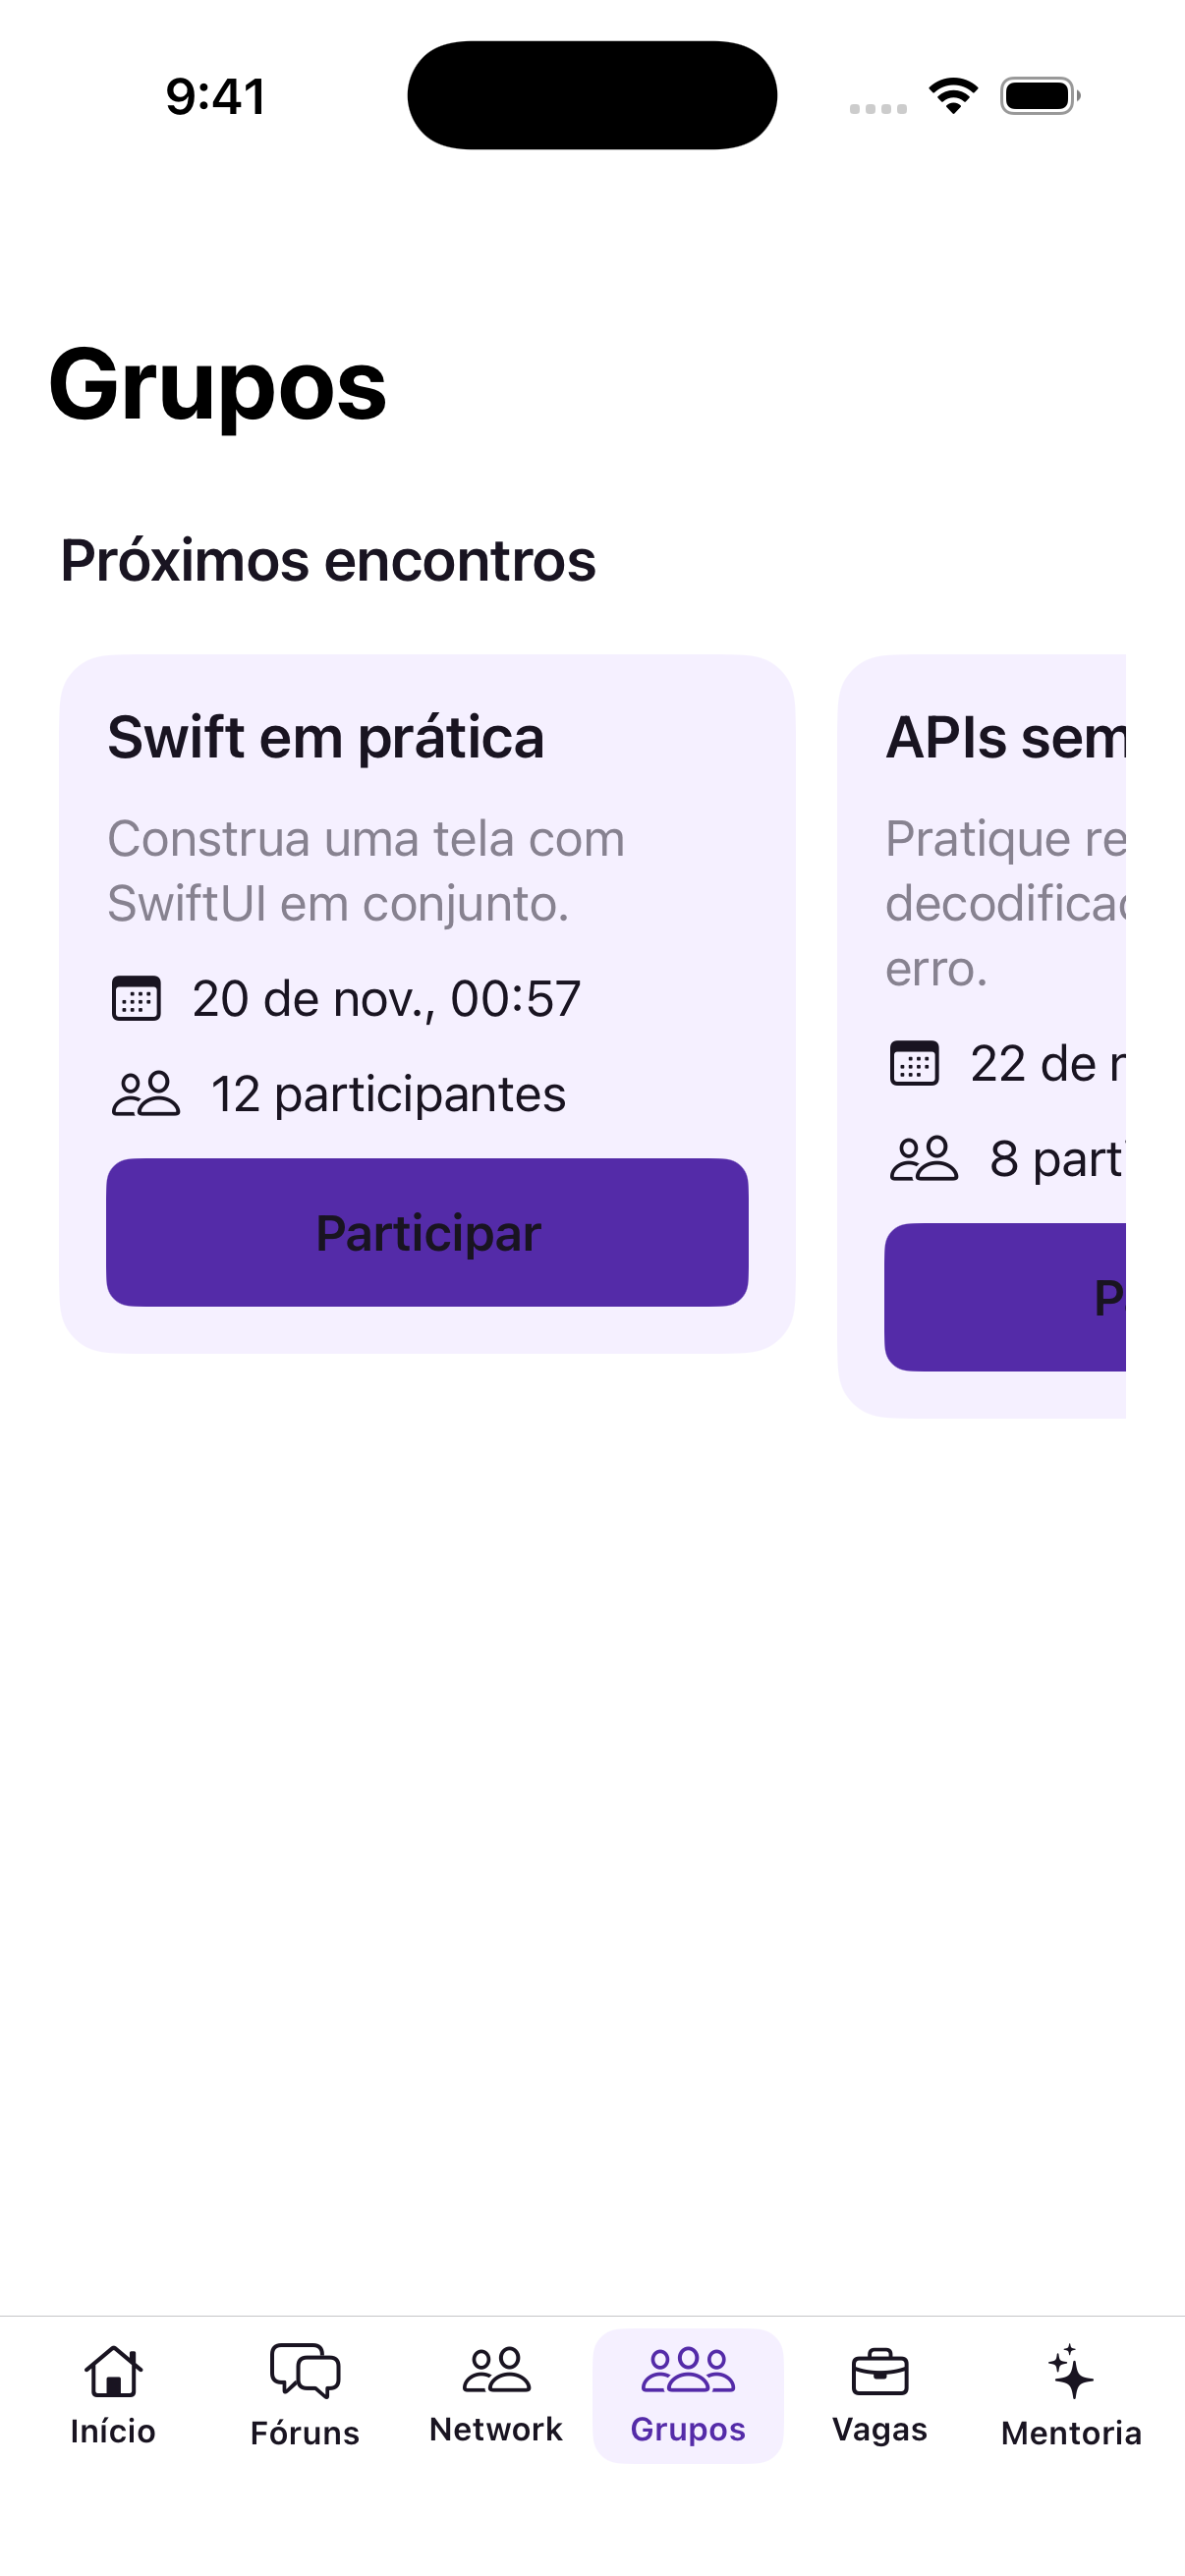 9:41
Grupos
Próximos encontros
Swift em prática
Construa uma tela com
SwiftUI em conjunto.
20 de nov., 00:57
12 participantes
Participar
APIs sem
Pratique
erro.
22 de
8
Início
Fóruns
Network
Grupos
Vagas
Mentoria